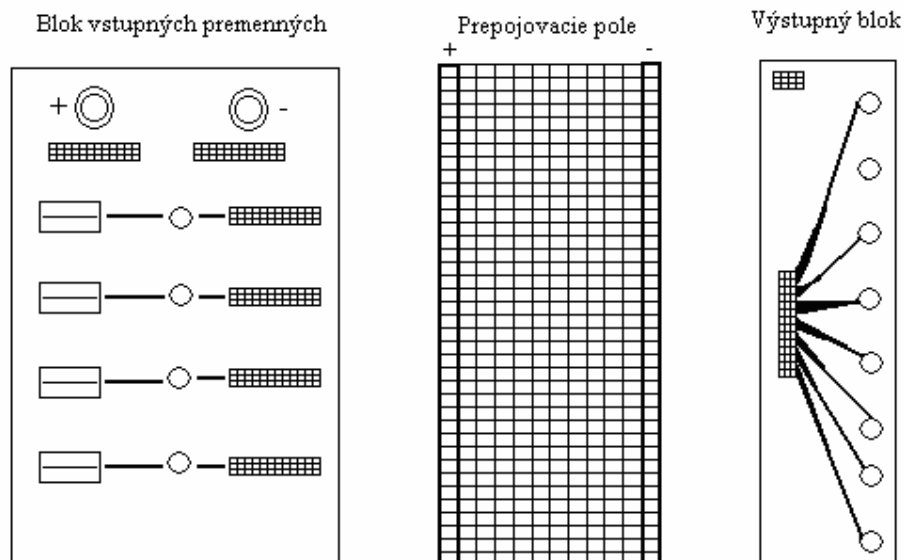 Blok vstupných premenných
Prepojovacie pole
Výstupný blok
+ -
+ -